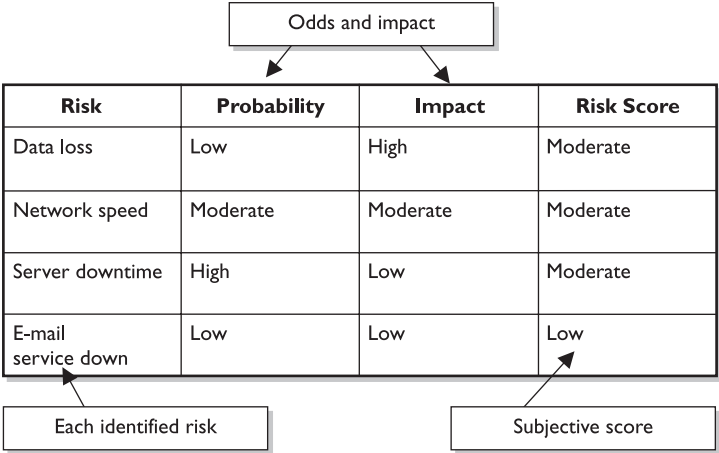 Odds and impact
Risk Probability Impact Risk Score
Data loss Low High Moderate
Network speed Moderate Moderate Moderate
Server downtime High Low Moderate
E-mail Low Low Low
service down
Each identified risk Subjective score